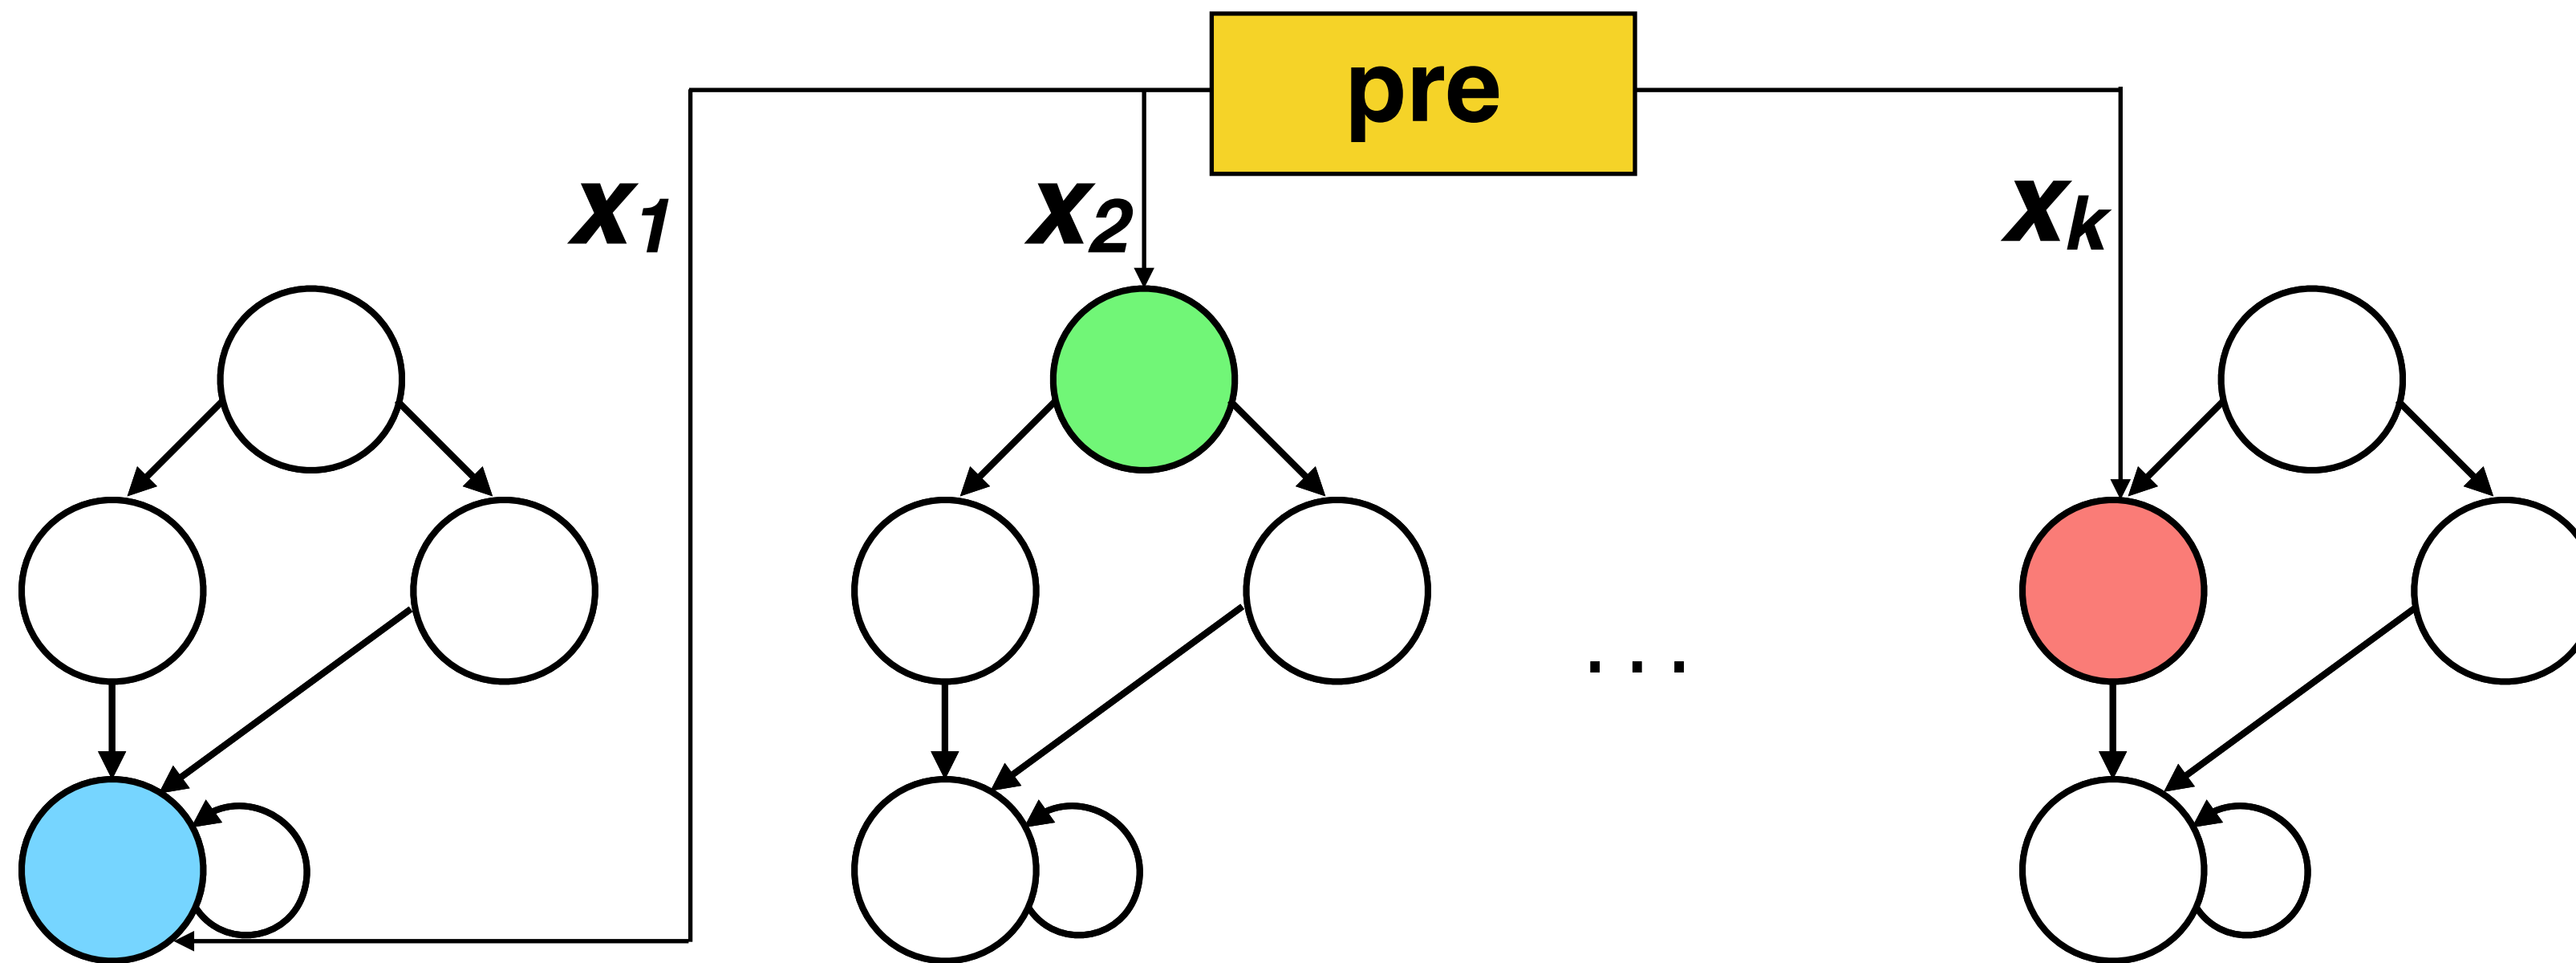 pre
x1
x2
xk
. . .